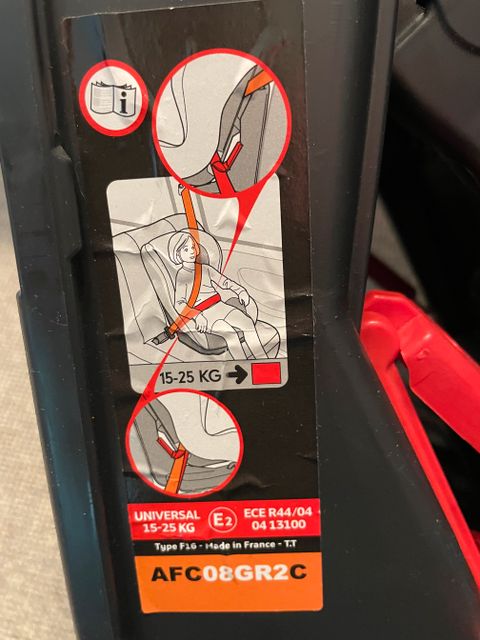 i
15-25 KG
UNIVERSAL
15-25 KG
E2
ECE R44/04
04 13100
Type F16 - Made in France - T.T
AFC08GR2C